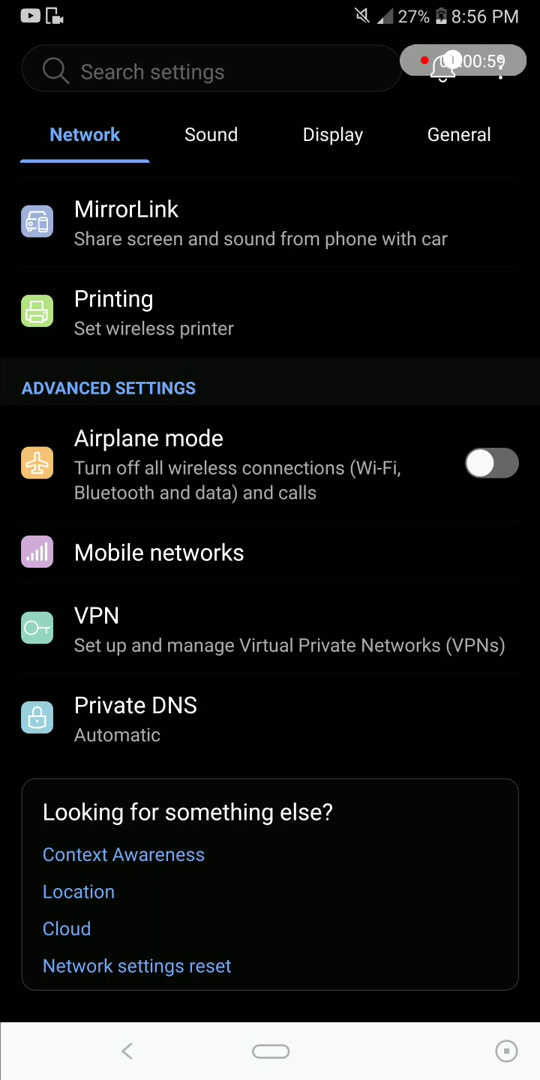 27% 8:56 PM
Search settings
:00:59
Network Sound Display General
MirrorLink
Share screen and sound from phone with car
Printing
Set wireless printer
ADVANCED SETTINGS
Airplane mode
Turn off all wireless connections (Wi-Fi,
Bluetooth and data) and calls
Mobile networks
VPN
Set up and manage Virtual Private Networks (VPNs)
Private DNS
Automatic
Looking for something else?
Context Awareness
Location
Cloud
Network settings reset